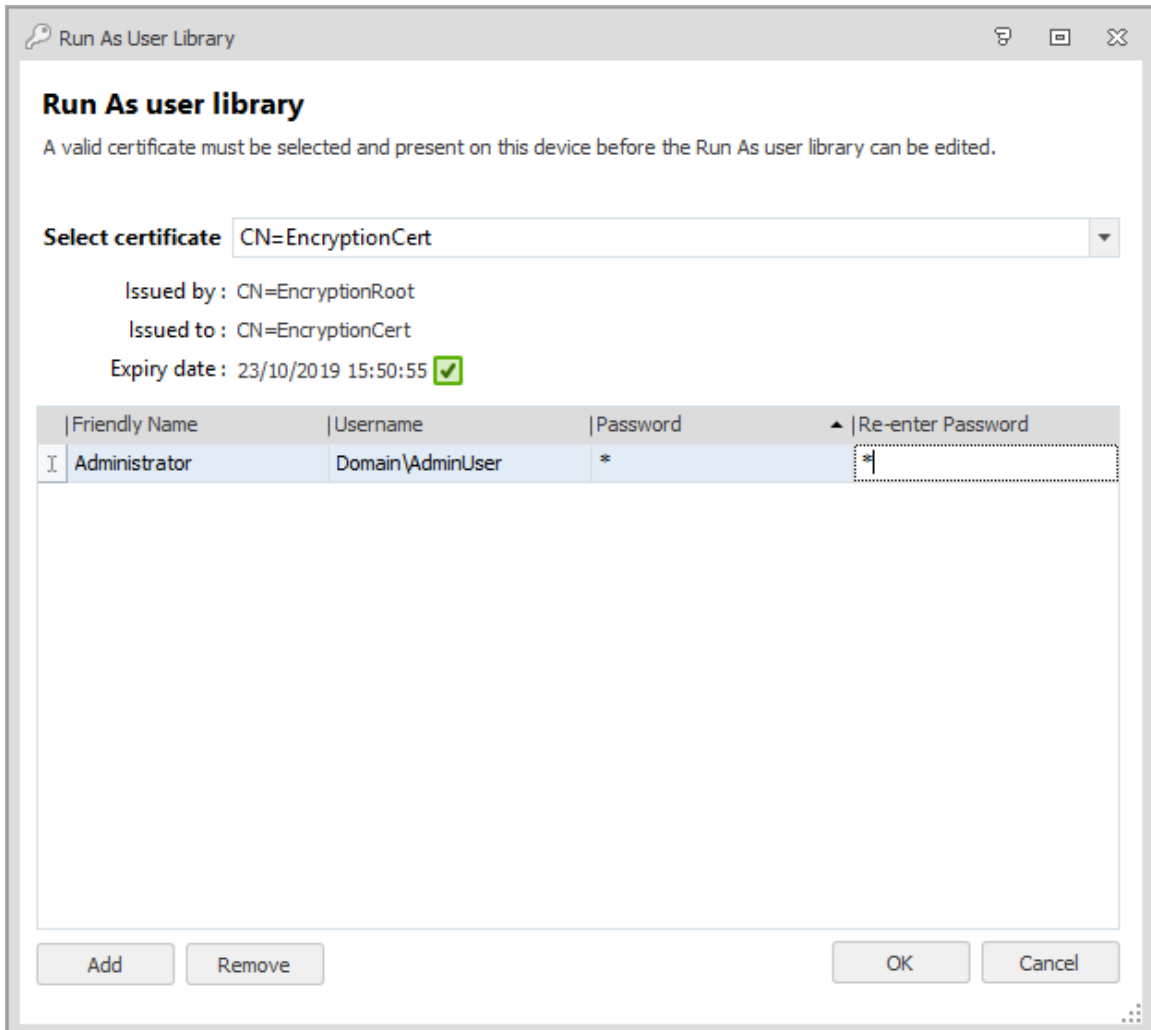 Run As User Library
Run As user library
A valid certificate must be selected and present on this device before the Run As user library can be edited.
Select certificate CN=EncryptionCert
Issued by : CN=EncryptionRoot
Issued to : CN=EncryptionCert
Expiry date : 23/10/2019 15:50:55
|Friendly Name |Username |Password |Re-enter Password
Administrator Domain\AdminUser * *
Add Remove OK Cancel